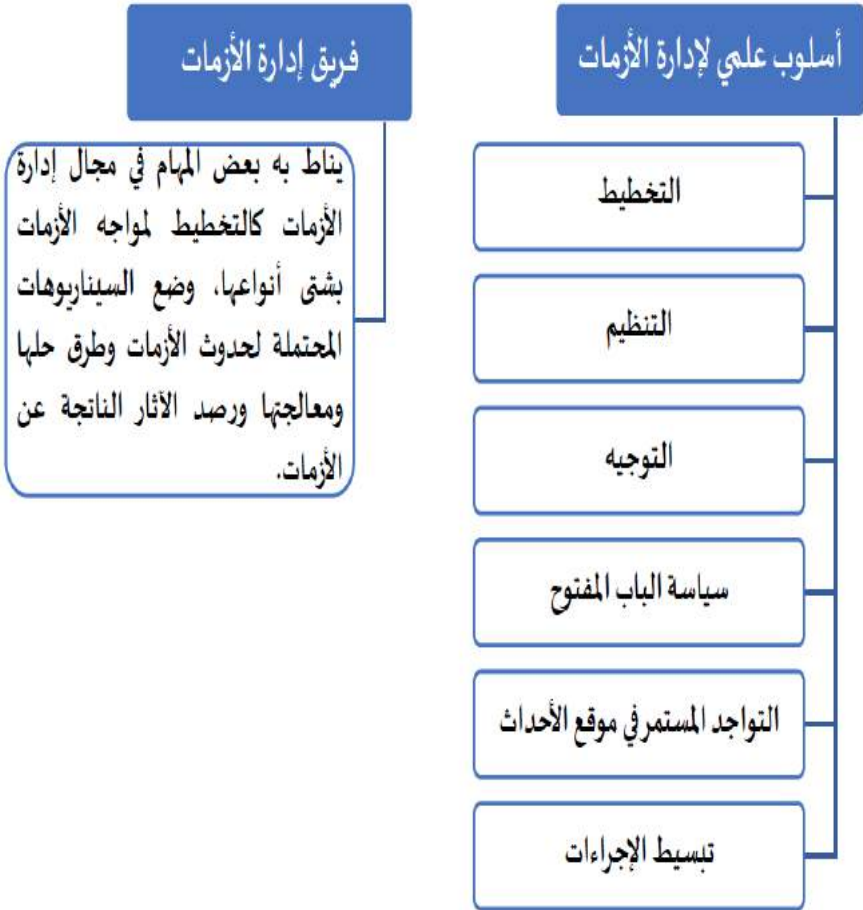 أسلوب علمي لإدارة الأزمات
التخطيط
التنظيم
التوجيه
سياسة الباب المفتوح
التواجد المستمر في موقع الأحداث
تبسيط الإجراءات
فريق إدارة الأزمات
يناط به بعض المهام في مجال إدارة
الأزمات كالتخطيط لمواجه الأزمات
بشتى أنواعها، وضع السيناريوهات
المحتملة لحدوث الأزمات وطرق حلها
ومعالجتها ورصد الآثار الناتجة عن
الأزمات.